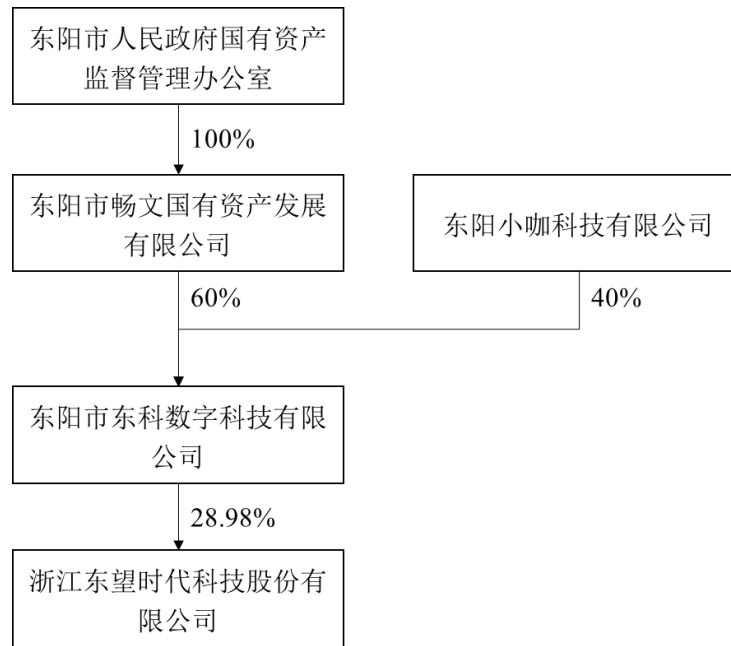 东阳市人民政府国有资产
监督管理办公室
100%
东阳市畅文国有资产发展
有限公司
东阳小咖科技有限公司
60%
40%
东阳市东科数字科技有限
公司
28.98%
浙江东望时代科技股份有
限公司